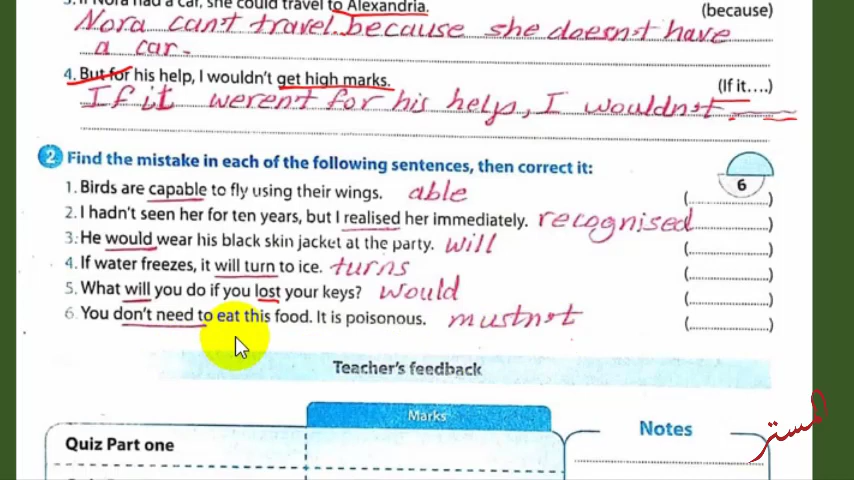 3. If Nora had a car, she could travel to Alexandria. (because)
Nora can't travel because she doesn't have
a car.
4. But for his help, I wouldn't get high marks. (If it....)
If it weren't for his help, I wouldn't
2 Find the mistake in each of the following sentences, then correct it:
6
1. Birds are capable to fly using their wings. able (..................)
2. I hadn't seen her for ten years, but I realised her immediately. recognised (..................)
3. He would wear his black skin jacket at the party. will (..................)
4. If water freezes, it will turn to ice. turns (..................)
5. What will you do if you lost your keys? would (..................)
6. You don't need to eat this food. It is poisonous. mustn't (..................)
Teacher's feedback
Marks
Quiz Part one
Notes
المستر